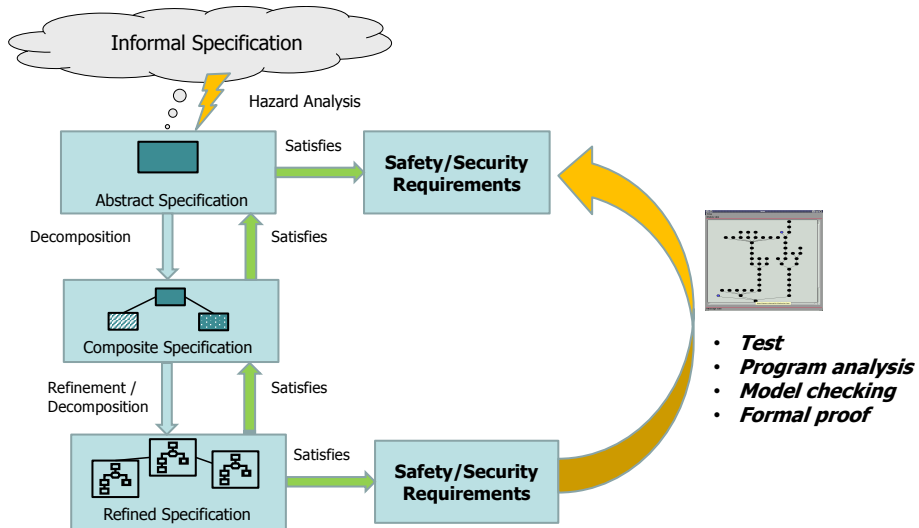 Informal Specification
Hazard Analysis
Satisfies
Safety/Security
Requirements
Abstract Specification
Decomposition
Satisfies
Composite Specification
Refinement /
Decomposition
Satisfies
• Test
• Program analysis
• Model checking
• Formal proof
Satisfies
Safety/Security
Requirements
Refined Specification